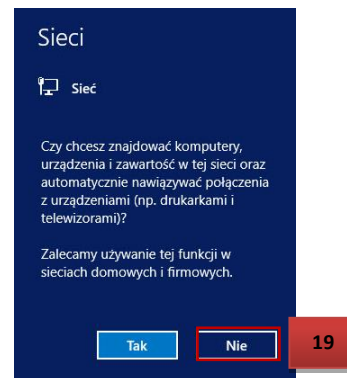 Sieci
Sieć
Czy chcesz znajdować komputery,
urządzenia i zawartość w tej sieci oraz
automatycznie nawiązywać połączenia
z urządzeniami (np. drukarkami i
telewizorami)?
Zalecamy używanie tej funkcji w
sieciach domowych i firmowych.
Tak
Nie
19